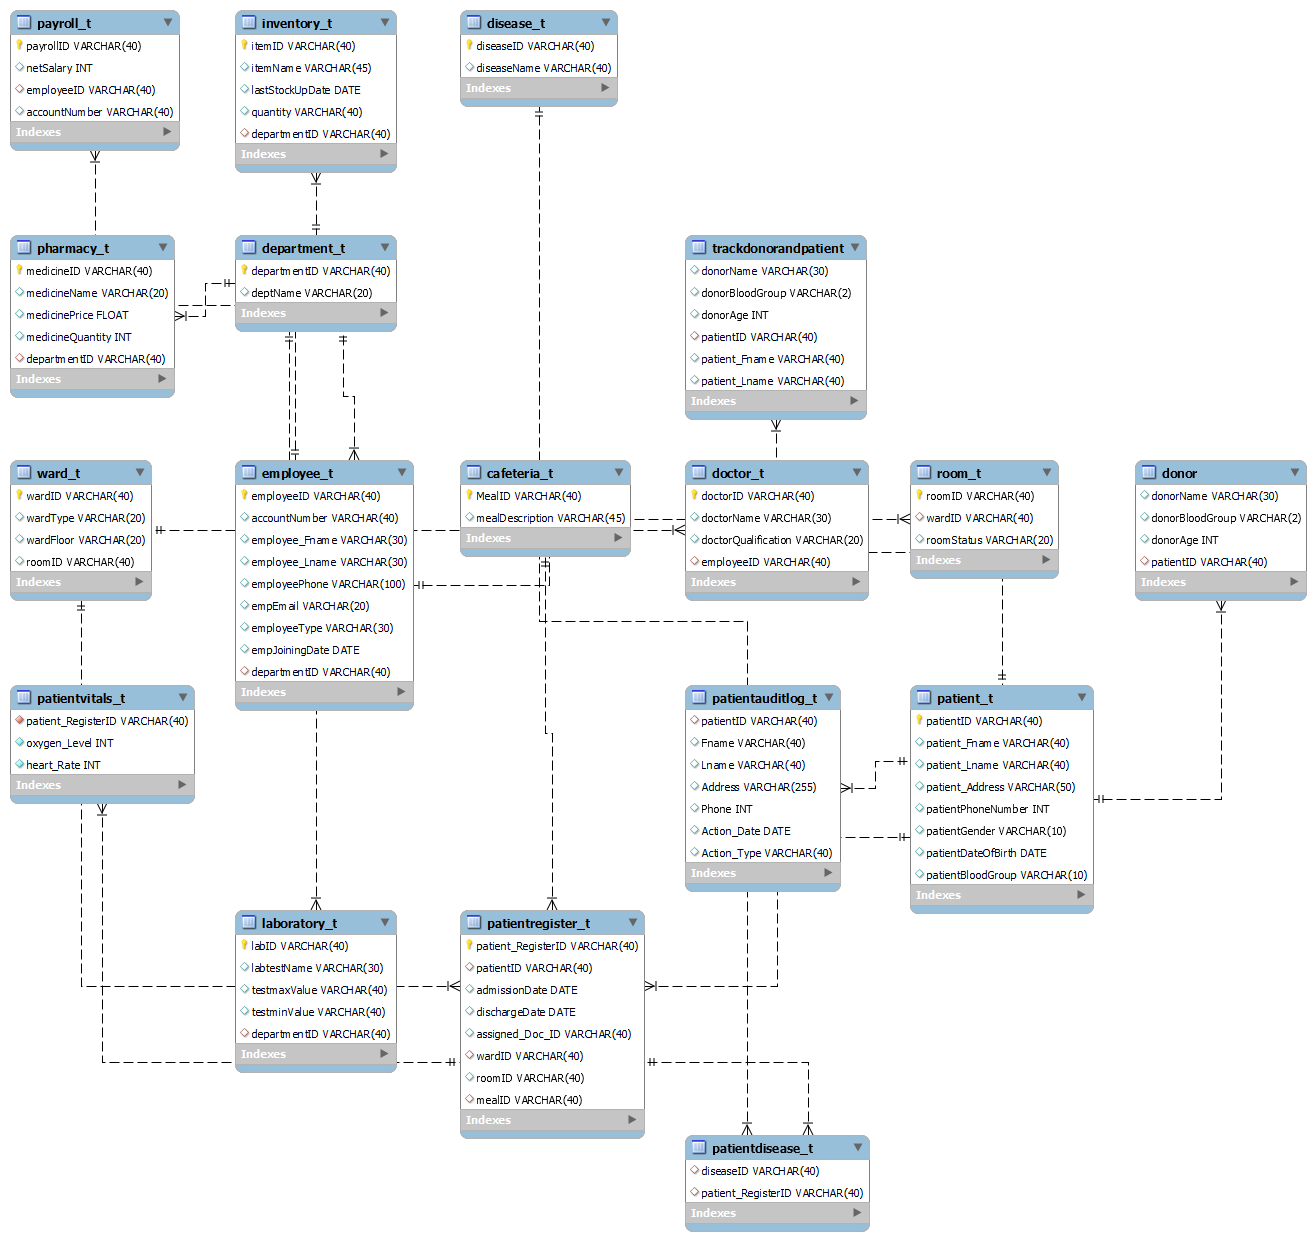 payroll_t
payrollID VARCHAR(40)
netSalary INT
employeeID VARCHAR(40)
accountNumber VARCHAR(40)
Indexes
inventory_t
itemID VARCHAR(40)
itemName VARCHAR(45)
lastStockUpDate DATE
quantity VARCHAR(40)
departmentID VARCHAR(40)
Indexes
disease_t
diseaseID VARCHAR(40)
diseaseName VARCHAR(40)
Indexes
pharmacy_t
medicineID VARCHAR(40)
medicineName VARCHAR(20)
medicinePrice FLOAT
medicineQuantity INT
departmentID VARCHAR(40)
Indexes
department_t
departmentID VARCHAR(40)
deptName VARCHAR(20)
Indexes
trackdonorandpatient
donorName VARCHAR(30)
donorBloodGroup VARCHAR(2)
donorAge INT
patientID VARCHAR(40)
patient_Fname VARCHAR(40)
patient_Lname VARCHAR(40)
Indexes
ward_t
wardID VARCHAR(40)
wardType VARCHAR(20)
wardFloor VARCHAR(20)
roomID VARCHAR(40)
Indexes
employee_t
employeeID VARCHAR(40)
accountNumber VARCHAR(40)
employee_Fname VARCHAR(30)
employee_Lname VARCHAR(30)
employeePhone VARCHAR(100)
empEmail VARCHAR(20)
employeeType VARCHAR(30)
empJoiningDate DATE
departmentID VARCHAR(40)
Indexes
cafeteria_t
MealID VARCHAR(40)
mealDescription VARCHAR(45)
Indexes
doctor_t
doctorID VARCHAR(40)
doctorName VARCHAR(30)
doctorQualification VARCHAR(20)
employeeID VARCHAR(40)
Indexes
room_t
roomID VARCHAR(40)
wardID VARCHAR(40)
roomStatus VARCHAR(20)
Indexes
donor
donorName VARCHAR(30)
donorBloodGroup VARCHAR(2)
donorAge INT
patientID VARCHAR(40)
Indexes
patientvitals_t
patient_RegisterID VARCHAR(40)
oxygen_Level INT
heart_Rate INT
Indexes
patientauditlog_t
patientID VARCHAR(40)
Fname VARCHAR(40)
Lname VARCHAR(40)
Address VARCHAR(255)
Phone INT
Action_Date DATE
Action_Type VARCHAR(40)
Indexes
patient_t
patientID VARCHAR(40)
patient_Fname VARCHAR(40)
patient_Lname VARCHAR(40)
patient_Address VARCHAR(50)
patientPhoneNumber INT
patientGender VARCHAR(10)
patientDateOfBirth DATE
patientBloodGroup VARCHAR(10)
Indexes
laboratory_t
labID VARCHAR(40)
labtestName VARCHAR(30)
testmaxValue VARCHAR(40)
testminValue VARCHAR(40)
departmentID VARCHAR(40)
Indexes
patientregister_t
patient_RegisterID VARCHAR(40)
patientID VARCHAR(40)
admissionDate DATE
dischargeDate DATE
assigned_Doc_ID VARCHAR(40)
wardID VARCHAR(40)
roomID VARCHAR(40)
mealID VARCHAR(40)
Indexes
patientdisease_t
diseaseID VARCHAR(40)
patient_RegisterID VARCHAR(40)
Indexes